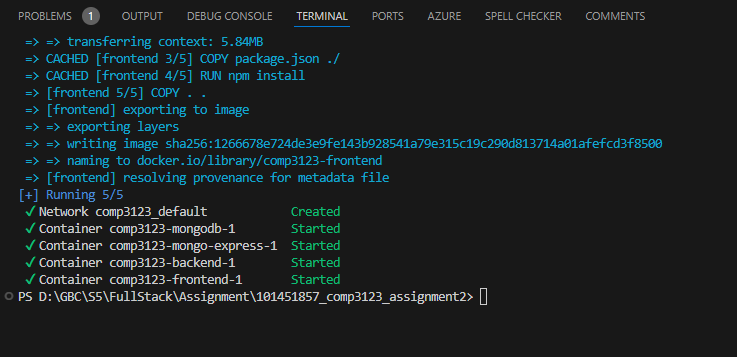 PROBLEMS 1 OUTPUT DEBUG CONSOLE TERMINAL PORTS AZURE SPELL CHECKER COMMENTS
=> => transferring context: 5.84MB
=> CACHED [frontend 3/5] COPY package.json ./
=> CACHED [frontend 4/5] RUN npm install
=> [frontend 5/5] COPY . .
=> [frontend] exporting to image
=> => exporting layers
=> => writing image sha256:1266678e724de3e9fe143b928541a79e315c19c290d813714a01afefcd3f8500
=> => naming to docker.io/library/comp3123-frontend
=> [frontend] resolving provenance for metadata file
[+] Running 5/5
✓ Network comp3123_default Created
✓ Container comp3123-mongodb-1 Started
✓ Container comp3123-mongo-express-1 Started
✓ Container comp3123-backend-1 Started
✓ Container comp3123-frontend-1 Started
PS D:\GBC\S5\FullStack\Assignment\101451857_comp3123_assignment2>